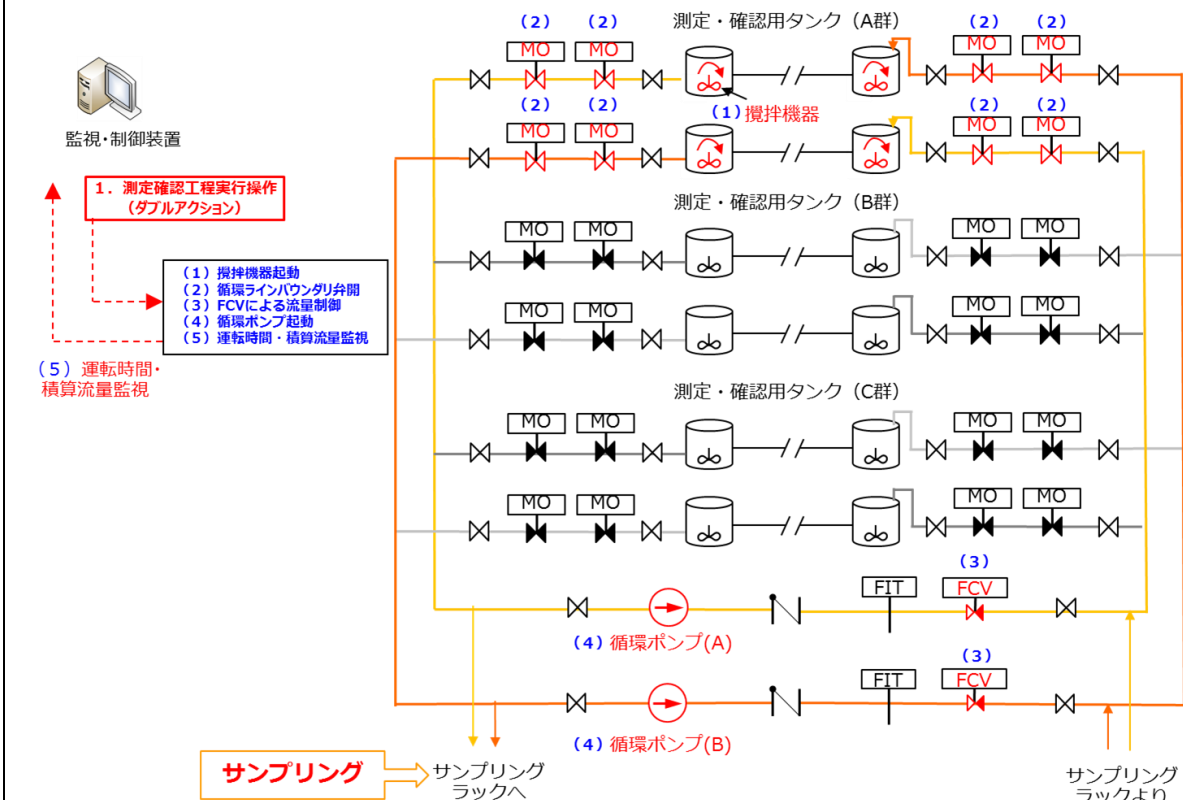 (2) (2) 測定・確認用タンク（A群） (2) (2)
MO MO MO MO
(1) 攪拌機器
(2) (2) (2) (2)
MO MO MO MO
監視・制御装置
1．測定確認工程実行操作
（ダブルアクション）
測定・確認用タンク（B群）
MO MO MO MO
(1) 攪拌機器起動
(2) 循環ラインバウンダリ弁開
(3) FCVによる流量制御
(4) 循環ポンプ起動
(5) 運転時間・積算流量監視
MO MO MO MO
(5) 運転時間・
積算流量監視
測定・確認用タンク（C群）
MO MO MO MO
MO MO MO MO
(3)
FIT FCV
(4) 循環ポンプ(A)
(3)
FIT FCV
(4) 循環ポンプ(B)
サンプリング
サンプリング
ラックへ
サンプリング
ラックより